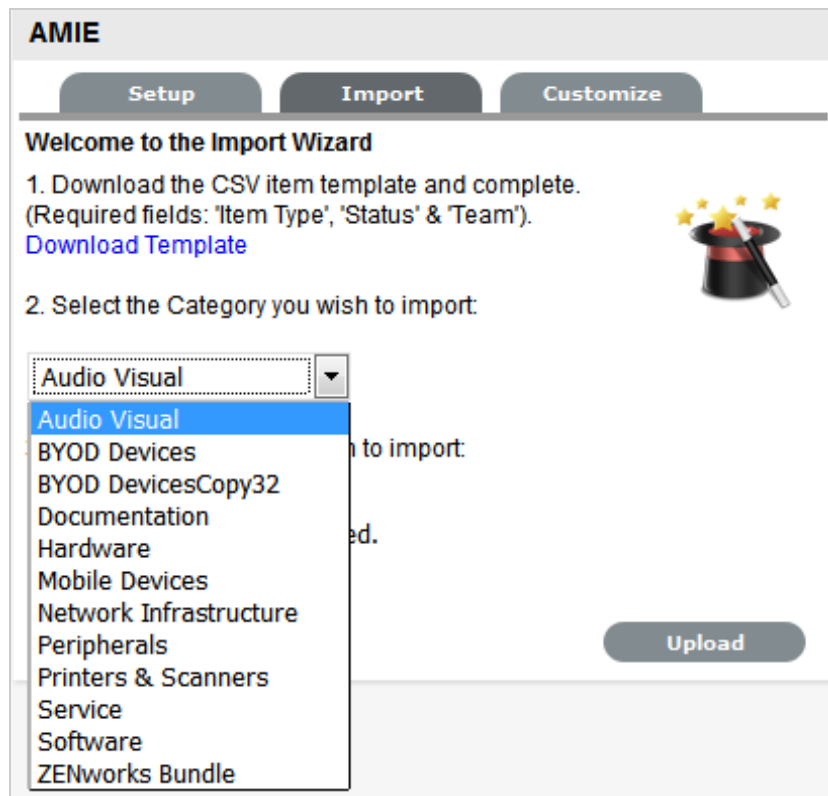 AMIE
Setup Import Customize
Welcome to the Import Wizard
1. Download the CSV item template and complete.
(Required fields: 'Item Type', 'Status' & 'Team').
Download Template
2. Select the Category you wish to import:
Audio Visual
Audio Visual
BYOD Devices
to import:
BYOD DevicesCopy32
Documentation
Hardware
Mobile Devices
Network Infrastructure
Peripherals
Upload
Printers & Scanners
Service
Software
ZENworks Bundle